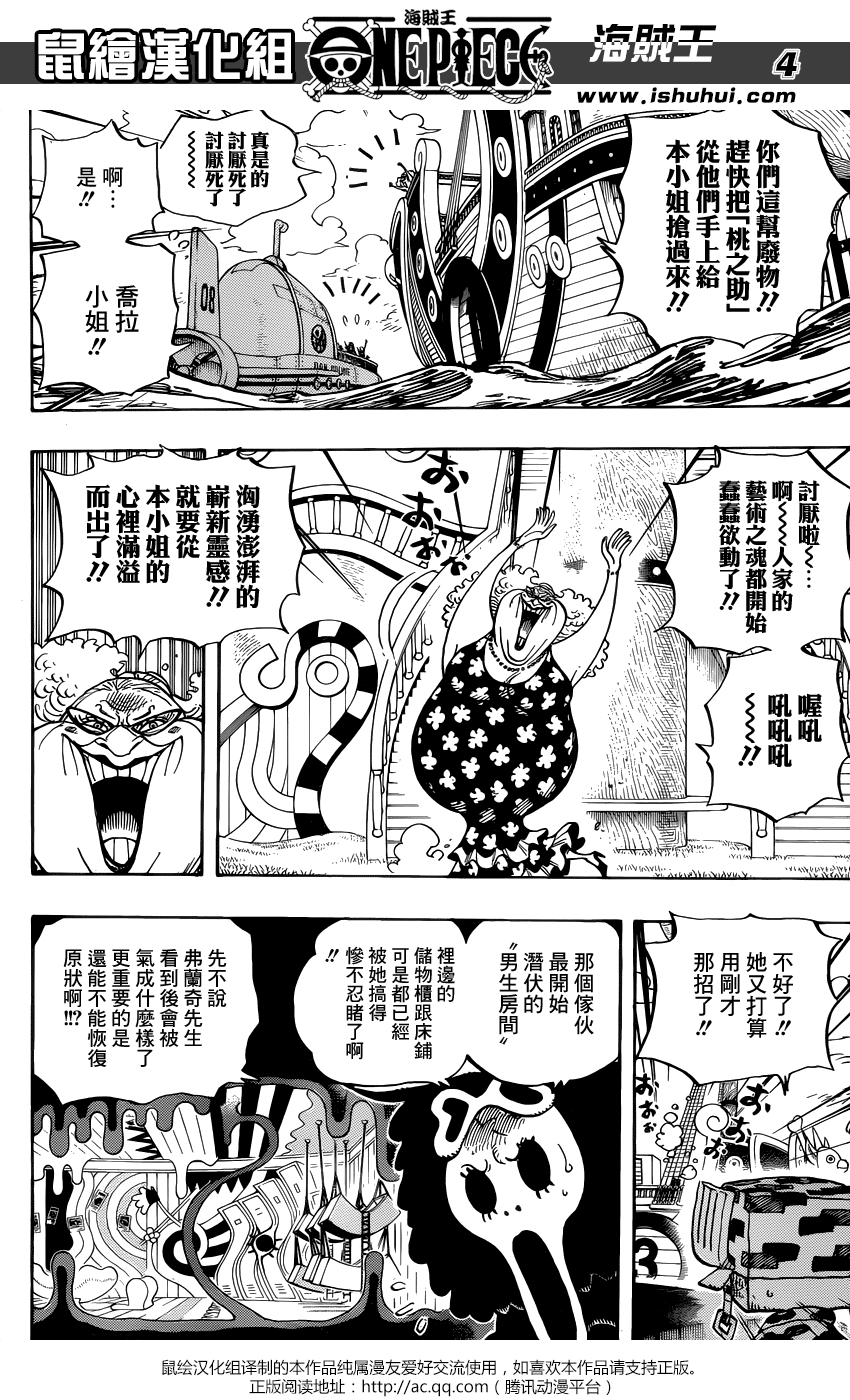 鼠繪漢化組
海賊王
ONE PIECE
海賊王
4
www.ishuhui.com
你們這幫廢物!!
趕快把「桃之助」
從他們手上給
本小姐搶過來!!
真是的
討厭死了
討厭死了
～～～
啊…
是!!
喬拉
小姐!!
08
討厭啦～…
啊～～～人家的
藝術之魂都開始
蠢蠢欲動了!!
喔吼
吼吼吼
～～～!!
おおおお
洶湧澎湃的
嶄新靈感!!
就要從
本小姐的
心裡滿溢
而出了!!
不好了!!
她又打算
用剛才
那招了!!
おおおお
3
那個傢伙
最開始
潛伏的
〝男生房間〞
裡邊的
儲物櫃跟床鋪
可是都已經
被她搞得
慘不忍睹了啊
!!
先不說
弗蘭奇先生
看到後會被
氣成什麼樣了
更重要的是
還能不能恢復
原狀啊!!?
鼠绘汉化组译制的本作品纯属漫友爱好交流使用，如喜欢本作品请支持正版。
正版阅读地址：http://ac.qq.com（腾讯动漫平台）